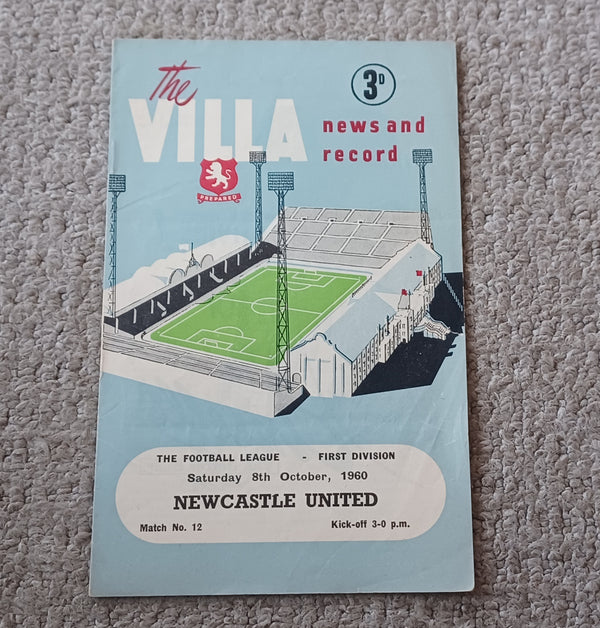 The
VILLA
3D
news and
record
PREPARED
THE FOOTBALL LEAGUE - FIRST DIVISION
Saturday 8th October, 1960
NEWCASTLE UNITED
Match No. 12 Kick-off 3-0 p.m.